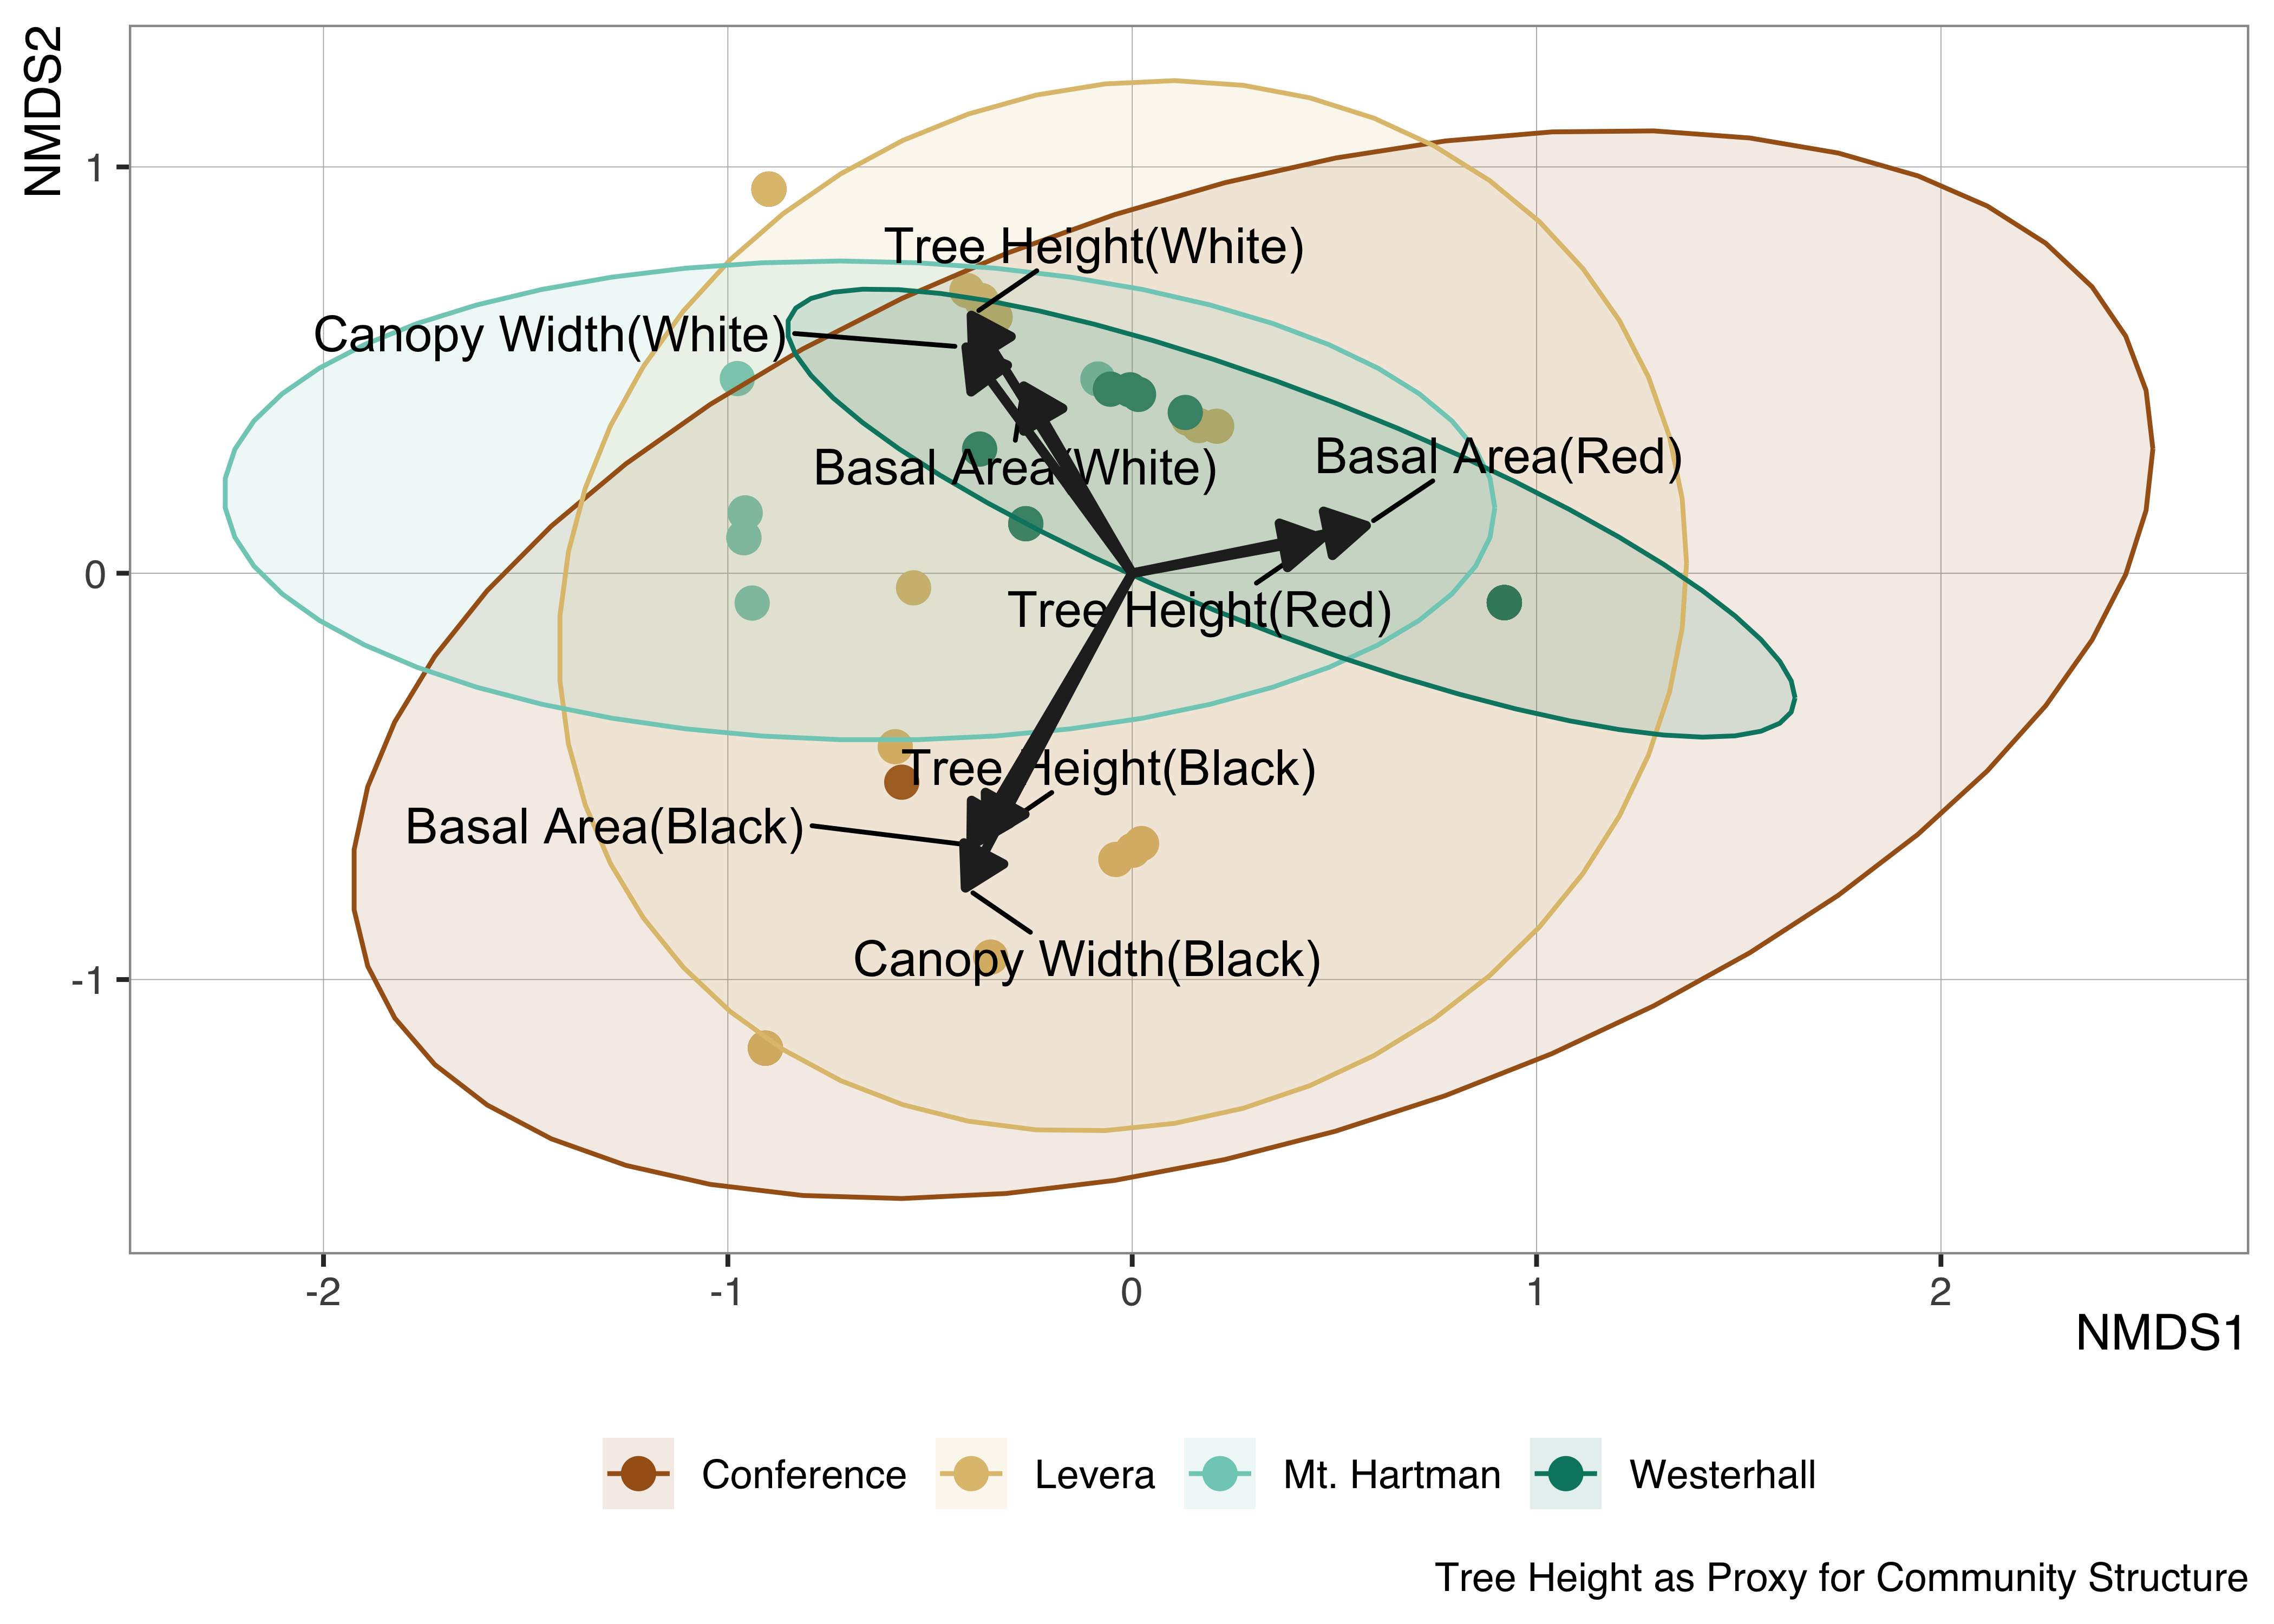 NMDS2
1
0
-1
Tree Height(White)
Canopy Width(White)
Basal Area(White)
Basal Area(Red)
Tree Height(Red)
Tree Height(Black)
Basal Area(Black)
Canopy Width(Black)
-2 -1 0 1 2
NMDS1
Conference Levera Mt. Hartman Westerhall
Tree Height as Proxy for Community Structure